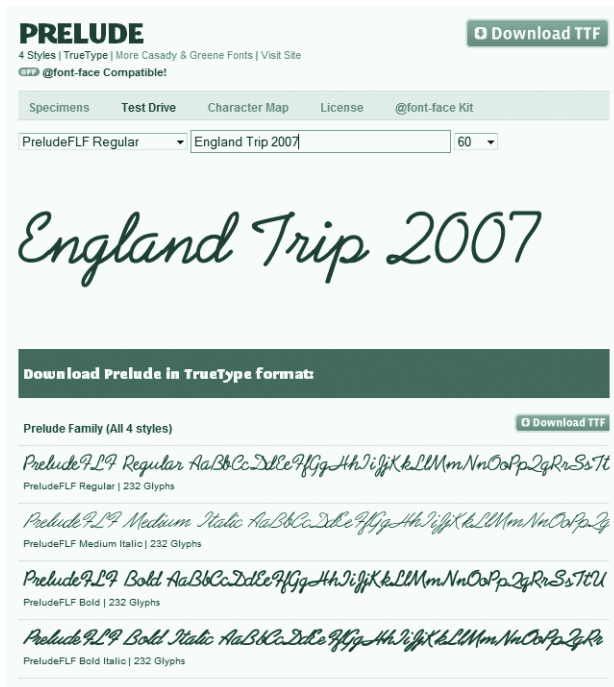 PRELUDE
Download TTF
4 Styles | TrueType | More Casady & Greene Fonts | Visit Site
GFF @font-face Compatible!
Specimens Test Drive Character Map License @font-face Kit
PreludeFLF Regular England Trip 2007 60
England Trip 2007
Download Prelude in TrueType format:
Prelude Family (All 4 styles) Download TTF
PreludeFLF Regular AaBbCcDdEeFfGgHhIiJjKkLlMmNnOoPpQqRrSsTt
PreludeFLF Regular | 232 Glyphs
PreludeFLF Medium Italic AaBbCcDdEeFfGgHhIiJjKkLlMmNnOoPpQq
PreludeFLF Medium Italic | 232 Glyphs
PreludeFLF Bold AaBbCcDdEeFfGgHhIiJjKkLlMmNnOoPpQqRrSsTtU
PreludeFLF Bold | 232 Glyphs
PreludeFLF Bold Italic AaBbCcDdEeFfGgHhIiJjKkLlMmNnOoPpQqRr
PreludeFLF Bold Italic | 232 Glyphs